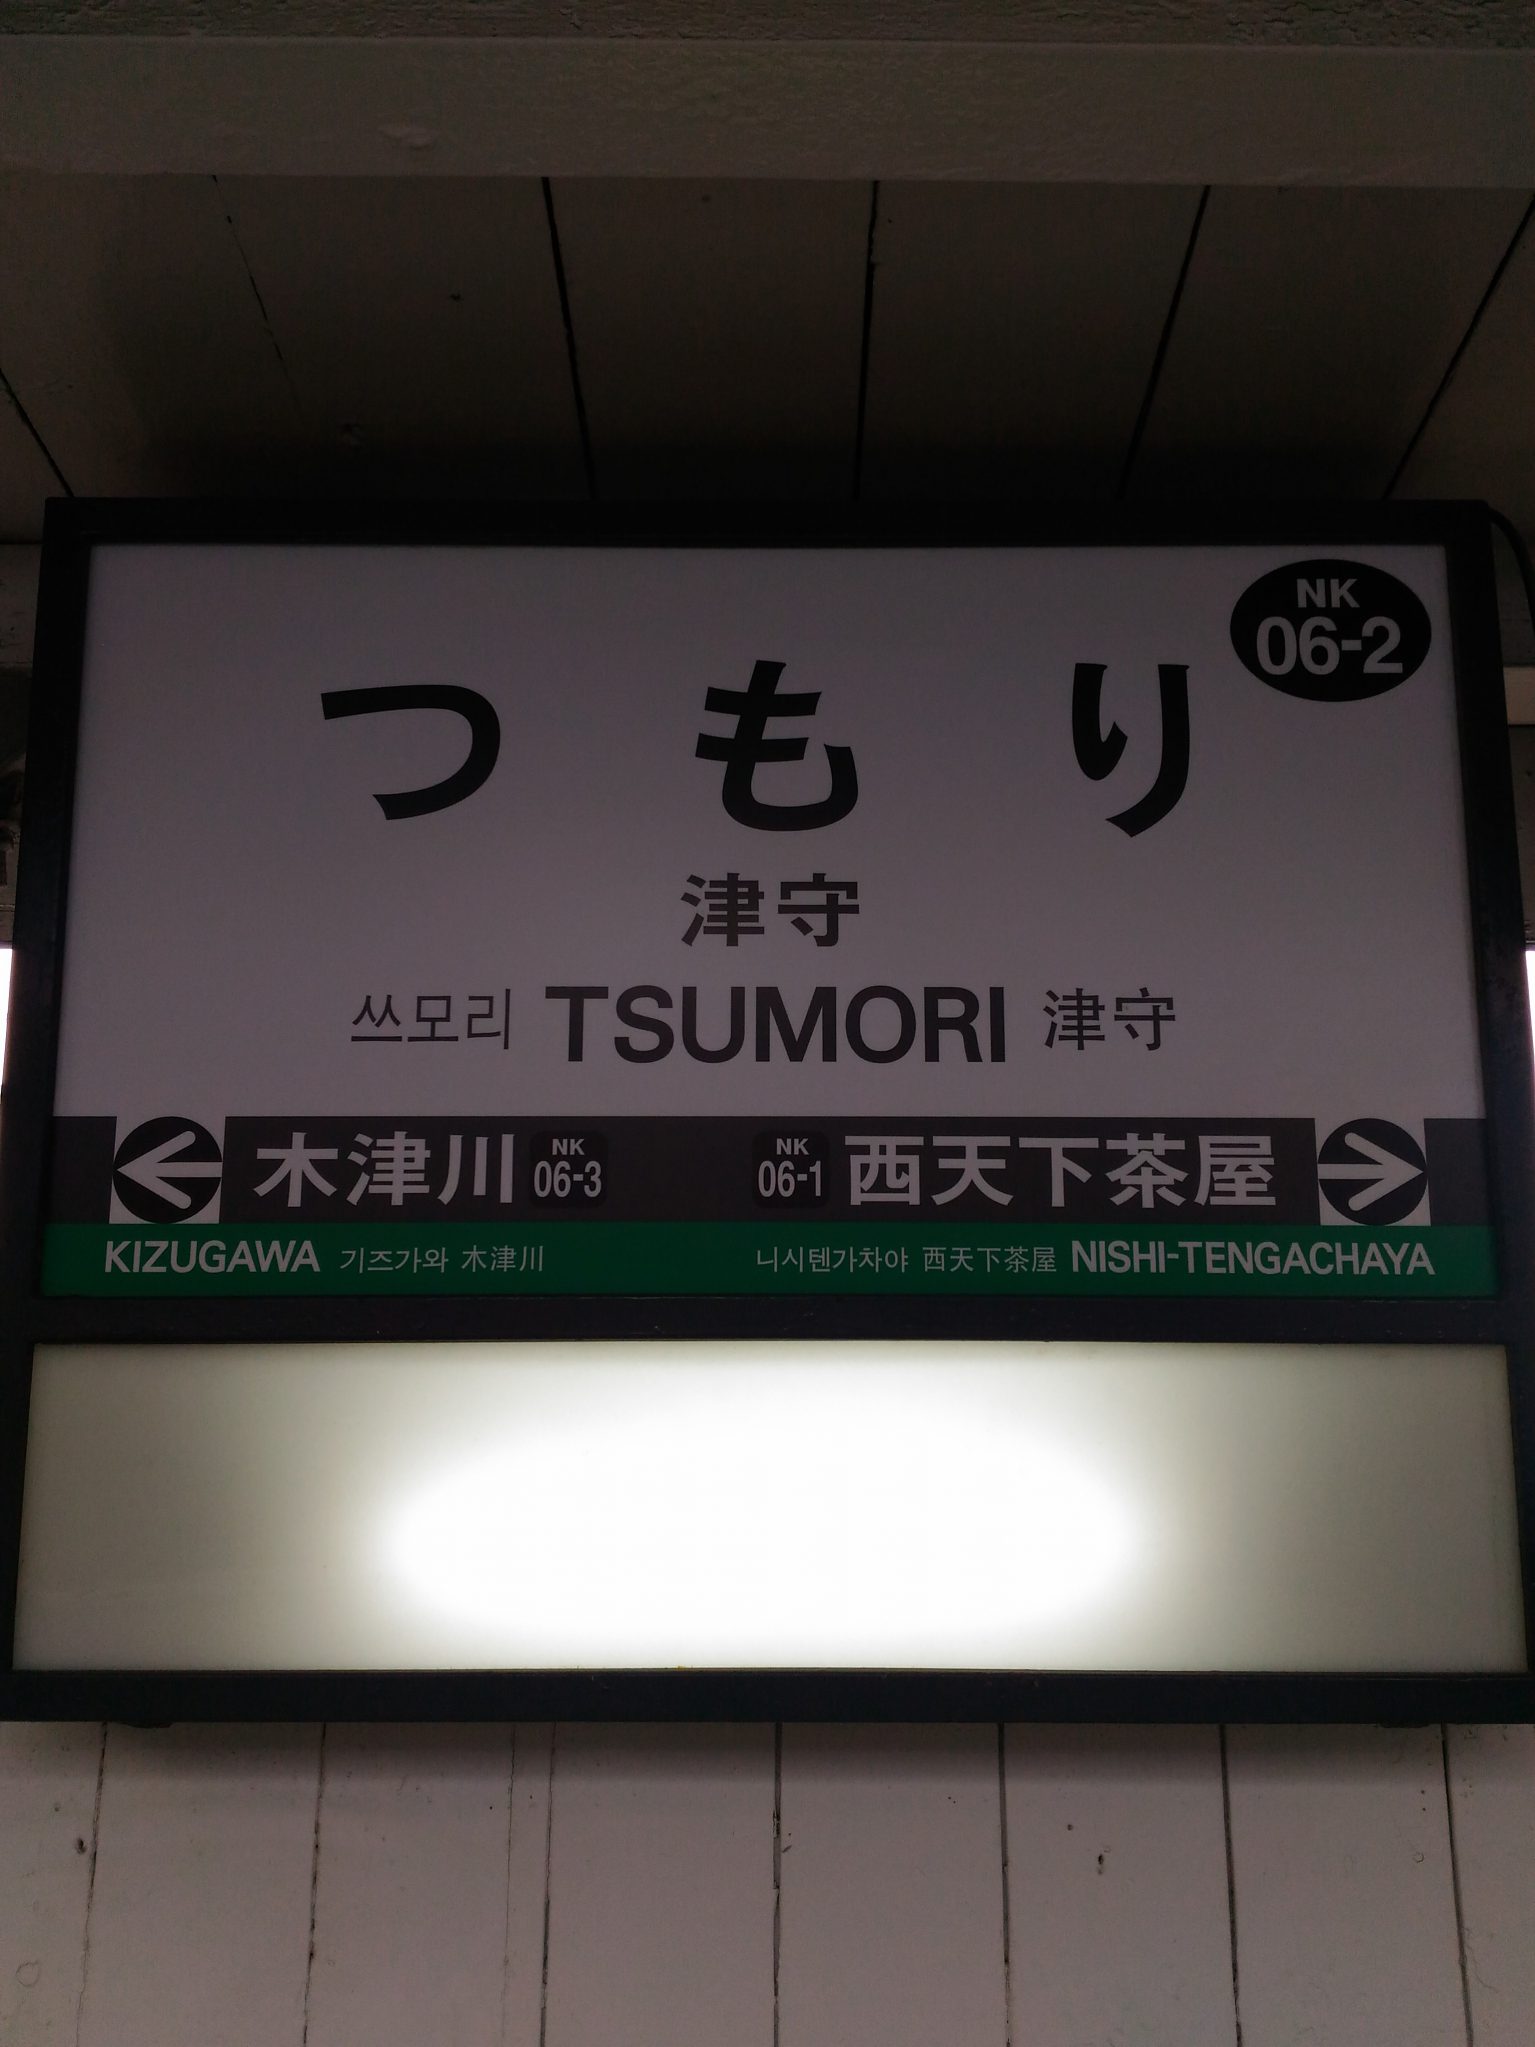 NK
06-2
つもり
津守
쓰모리 TSUMORI 津守
木津川 NK 06-3 NK 06-1 西天下茶屋
KIZUGAWA 기즈가와 木津川 니시텐가차야 西天下茶屋 NISHI-TENGACHAYA